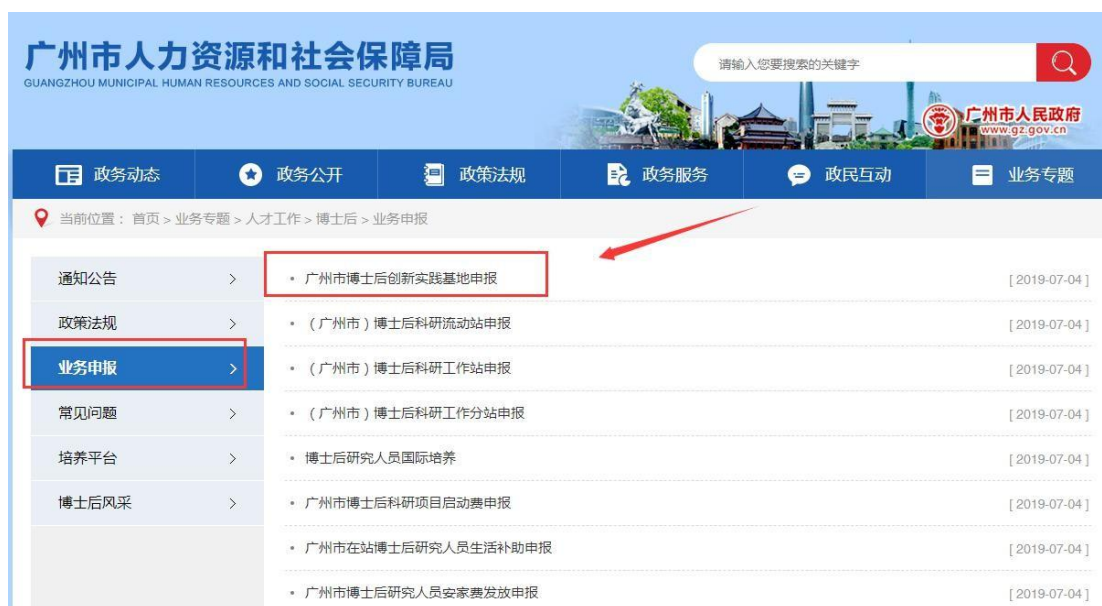 广州市人力资源和社会保障局
GUANGZHOU MUNICIPAL HUMAN RESOURCES AND SOCIAL SECURITY BUREAU
请输入您要搜索的关键字
广州市人民政府
www.gz.gov.cn
政务动态 政务公开 政策法规 政务服务 政民互动 业务专题
当前位置： 首页 > 业务专题 > 人才工作 > 博士后 > 业务申报
通知公告 >
政策法规 >
业务申报 >
常见问题 >
培养平台 >
博士后风采 >
• 广州市博士后创新实践基地申报 [ 2019-07-04 ]
• （广州市）博士后科研流动站申报 [ 2019-07-04 ]
• （广州市）博士后科研工作站申报 [ 2019-07-04 ]
• （广州市）博士后科研工作分站申报 [ 2019-07-04 ]
• 博士后研究人员国际培养 [ 2019-07-04 ]
• 广州市博士后科研项目启动费申报 [ 2019-07-04 ]
• 广州市在站博士后研究人员生活补助申报 [ 2019-07-04 ]
• 广州市博士后研究人员安家费发放申报 [ 2019-07-04 ]